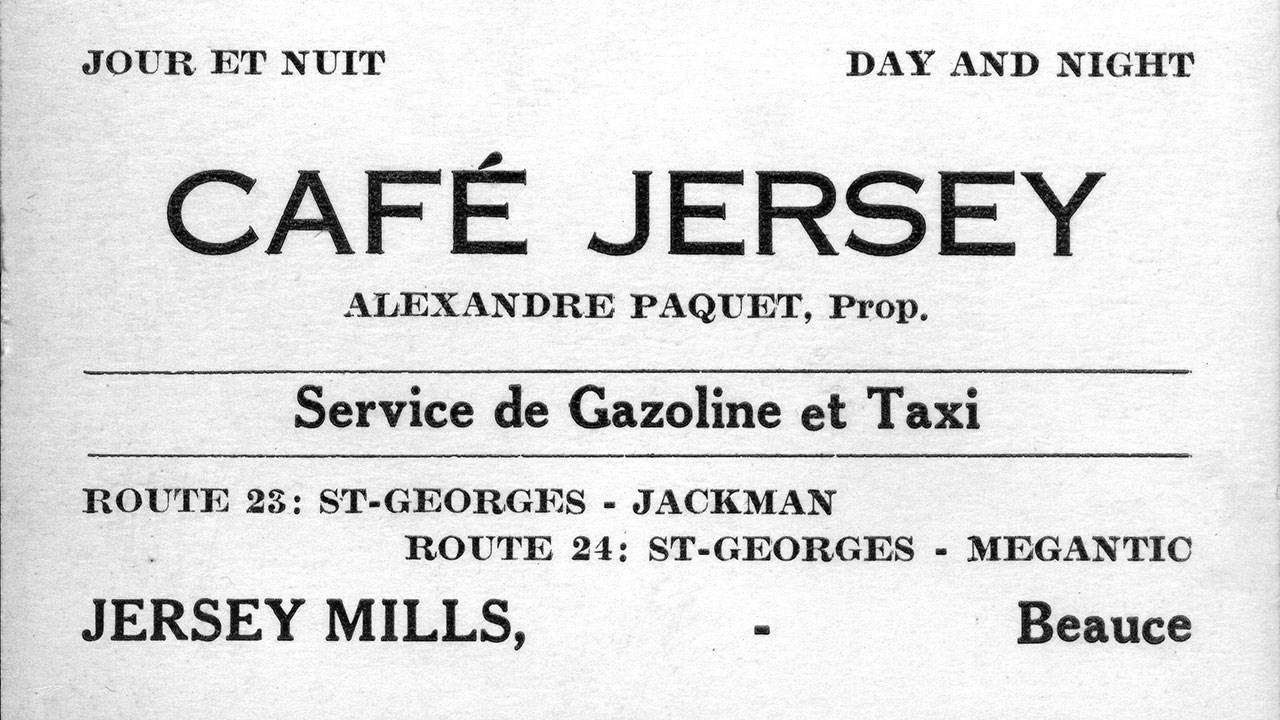 JOUR ET NUIT DAY AND NIGHT
CAFÉ JERSEY
ALEXANDRE PAQUET, Prop.
Service de Gazoline et Taxi
ROUTE 23: ST-GEORGES - JACKMAN
ROUTE 24: ST-GEORGES - MEGANTIC
JERSEY MILLS, - Beauce